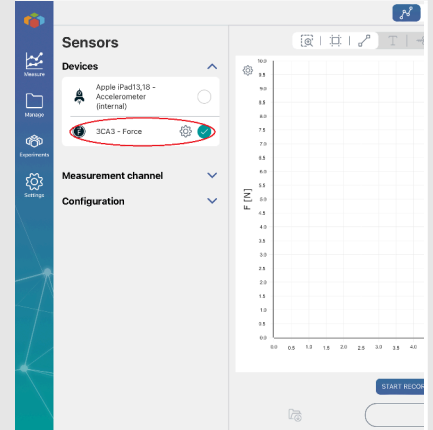 Sensors
Devices
Apple iPad13,18 -
Accelerometer
(internal)
3CA3 - Force
Measurement channel
Configuration
Measure
Manage
Experiments
Settings
T
F [N]
10.0
9.5
9.0
8.5
8.0
7.5
7.0
6.5
6.0
5.5
5.0
4.5
4.0
3.5
3.0
2.5
2.0
1.5
1.0
0.5
0.0
0.0 0.5 1.0 1.5 2.0 2.5 3.0 3.5 4.0
START RECOR